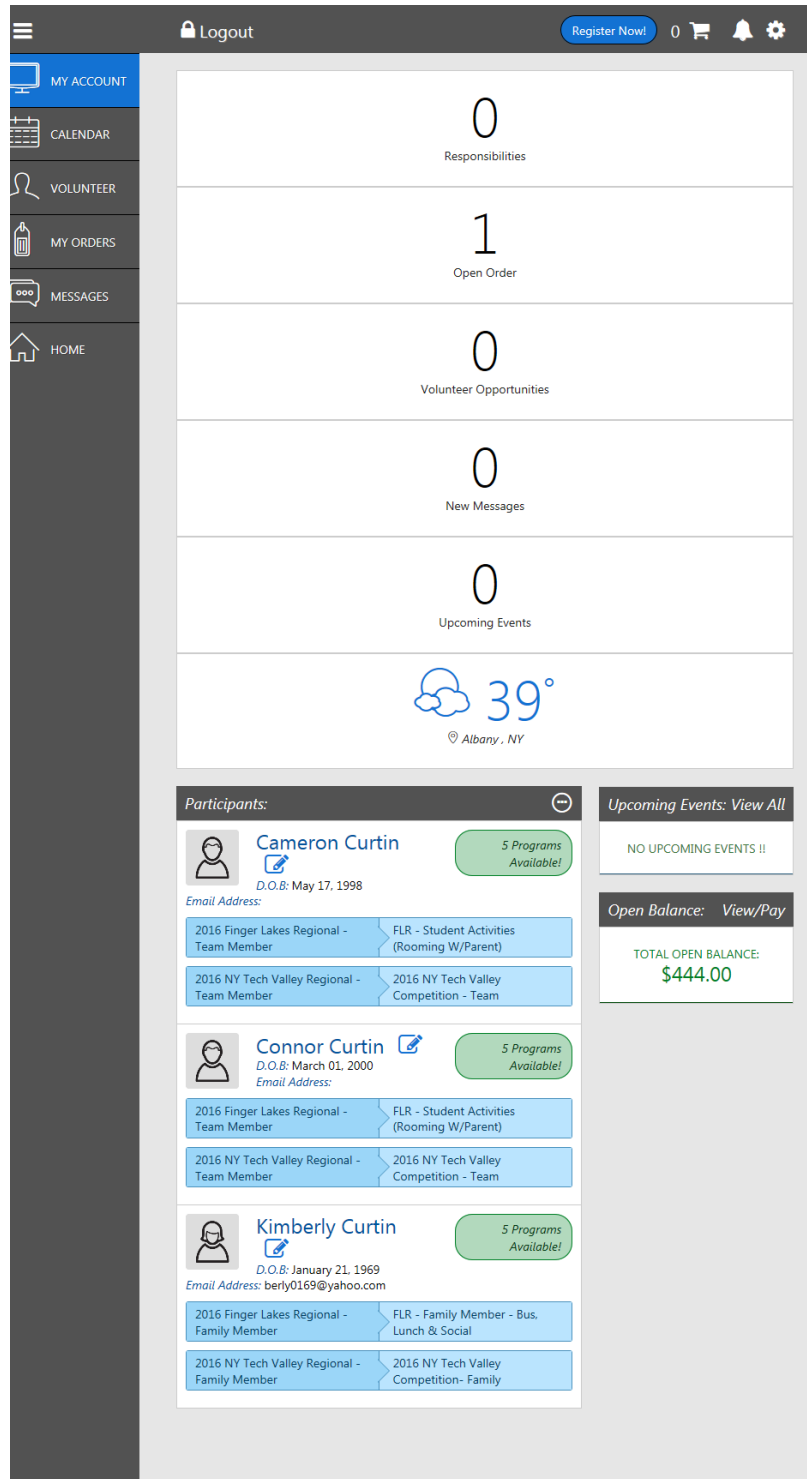 Logout
Register Now!
0
MY ACCOUNT
CALENDAR
VOLUNTEER
MY ORDERS
MESSAGES
HOME
0
Responsibilities
1
Open Order
0
Volunteer Opportunities
0
New Messages
0
Upcoming Events
39°
Albany , NY
Participants:
Cameron Curtin
5 Programs
Available!
D.O.B: May 17, 1998
Email Address:
2016 Finger Lakes Regional -
Team Member
FLR - Student Activities
(Rooming W/Parent)
2016 NY Tech Valley Regional -
Team Member
2016 NY Tech Valley
Competition - Team
Connor Curtin
5 Programs
Available!
D.O.B: March 01, 2000
Email Address:
2016 Finger Lakes Regional -
Team Member
FLR - Student Activities
(Rooming W/Parent)
2016 NY Tech Valley Regional -
Team Member
2016 NY Tech Valley
Competition - Team
Kimberly Curtin
5 Programs
Available!
D.O.B: January 21, 1969
Email Address: berly0169@yahoo.com
2016 Finger Lakes Regional -
Family Member
FLR - Family Member - Bus,
Lunch & Social
2016 NY Tech Valley Regional -
Family Member
2016 NY Tech Valley
Competition- Family
Upcoming Events: View All
NO UPCOMING EVENTS !!
Open Balance: View/Pay
TOTAL OPEN BALANCE:
$444.00